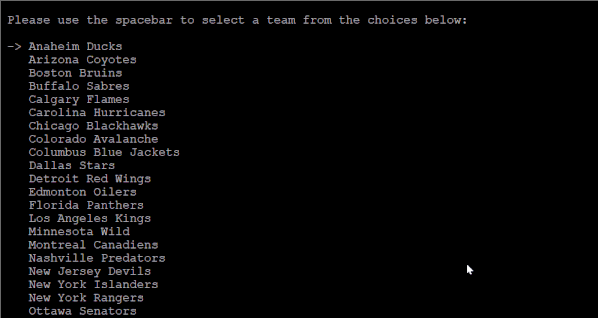 Please use the spacebar to select a team from the choices below:
-> Anaheim Ducks
Arizona Coyotes
Boston Bruins
Buffalo Sabres
Calgary Flames
Carolina Hurricanes
Chicago Blackhawks
Colorado Avalanche
Columbus Blue Jackets
Dallas Stars
Detroit Red Wings
Edmonton Oilers
Florida Panthers
Los Angeles Kings
Minnesota Wild
Montreal Canadiens
Nashville Predators
New Jersey Devils
New York Islanders
New York Rangers
Ottawa Senators